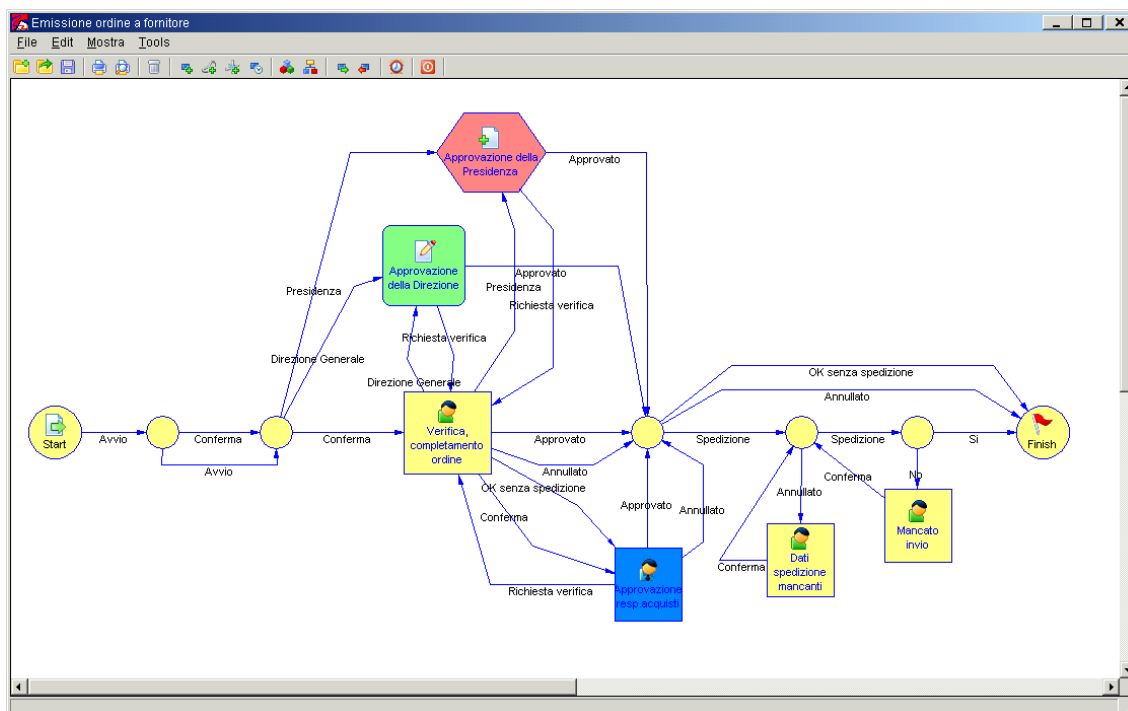 Emissione ordine a fornitore
File Edit Mostra Tools
Approvazione della
Presidenza
Approvato
Approvazione
della Direzione
Approvato
Presidenza
Presidenza
Richiesta verifica
Richiesta verifica
Direzione Generale
Direzione Generale
OK senza spedizione
Annullato
Start
Avvio
Conferma
Conferma
Verifica,
completamento
ordine
Approvato
Spedizione
Spedizione
Si
Finish
Avvio
Annullato
OK senza spedizione
Conferma
Approvato
Annullato
Annullato
Conferma
No
Mancato
invio
Dati
spedizione
mancanti
Conferma
Approvazione
resp.acquisti
Richiesta verifica